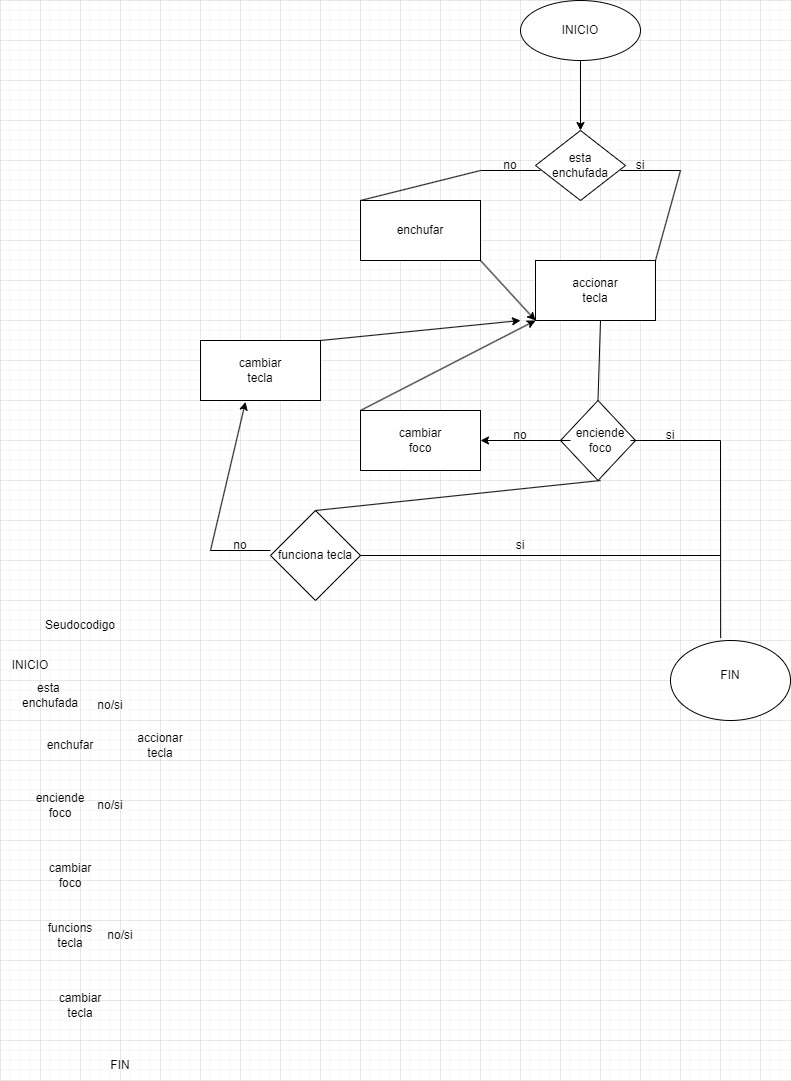 INICIO
esta
enchufada
no
si
enchufar
accionar
tecla
cambiar
tecla
cambiar
foco
no
enciende
foco
si
no
funciona tecla
si
Seudocodigo
INICIO
FIN
esta
enchufada
no/si
enchufar
accionar
tecla
enciende
foco
no/si
cambiar
foco
funcions
tecla
no/si
cambiar
tecla
FIN